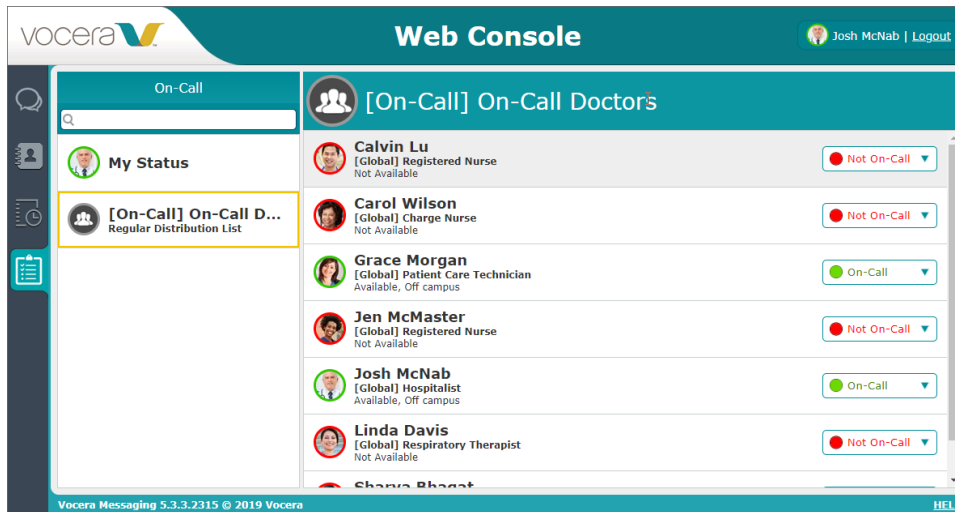 vocera
Web Console
Josh McNab | Logout
On-Call
[On-Call] On-Call Doctors
My Status
[On-Call] On-Call D...
Regular Distribution List
Calvin Lu
[Global] Registered Nurse
Not Available
Not On-Call
Carol Wilson
[Global] Charge Nurse
Not Available
Not On-Call
Grace Morgan
[Global] Patient Care Technician
Available, Off campus
On-Call
Jen McMaster
[Global] Registered Nurse
Not Available
Not On-Call
Josh McNab
[Global] Hospitalist
Available, Off campus
On-Call
Linda Davis
[Global] Respiratory Therapist
Not Available
Not On-Call
Sharya Bhagat
Vocera Messaging 5.3.3.2315 © 2019 Vocera
HEL